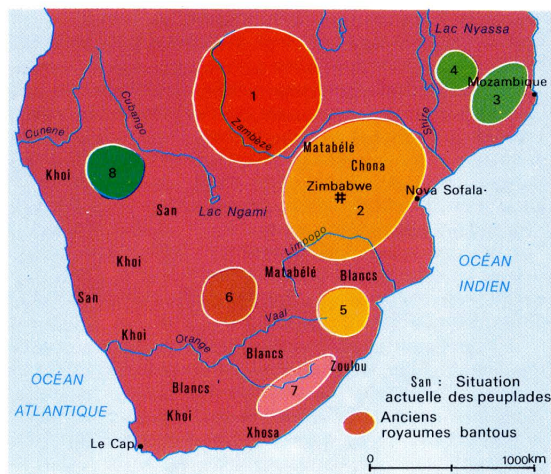 Lac Nyassa
4
Mozambique
3
1
Cubango
Cunene
Zambèze
Shire
Matabélé
Chona
8
Khoi
Zimbabwe
Nova Sofala
San
Lac Ngami
2
Limpopo
Khoi
Matabélé
Blancs
OCÉAN
INDIEN
San
6
5
Vaal
Khoi
Orange
Blancs
Zoulou
OCÉAN
ATLANTIQUE
Blancs
7
Khoi
Xhosa
Le Cap
San : Situation
actuelle des peuplades
Anciens
royaumes bantous
0 1000km